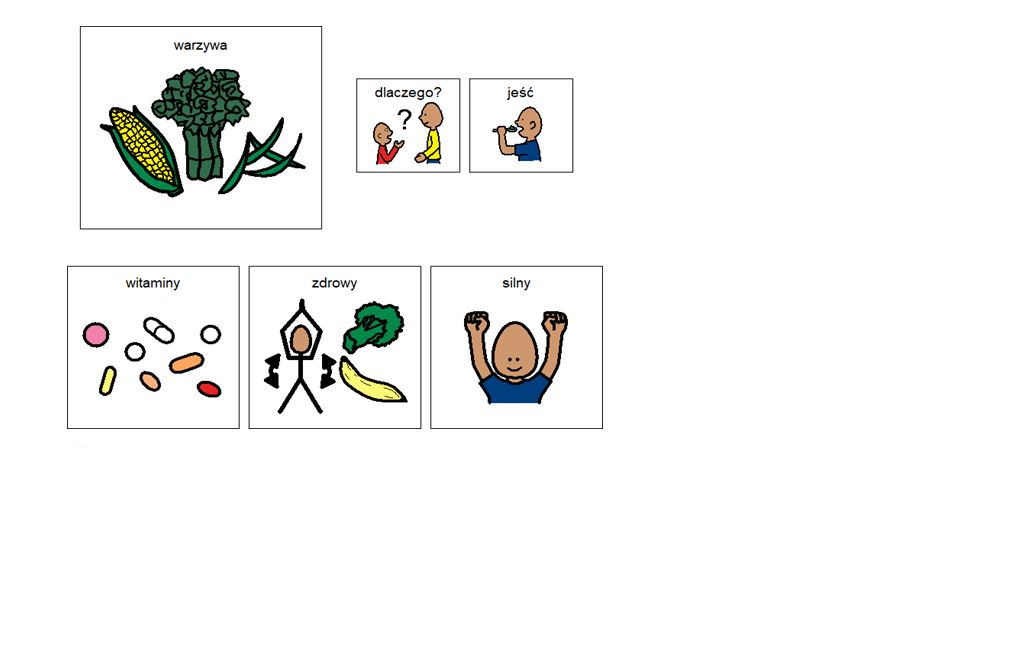 warzywa
dlaczego?
jeść
?
witaminy
zdrowy
silny